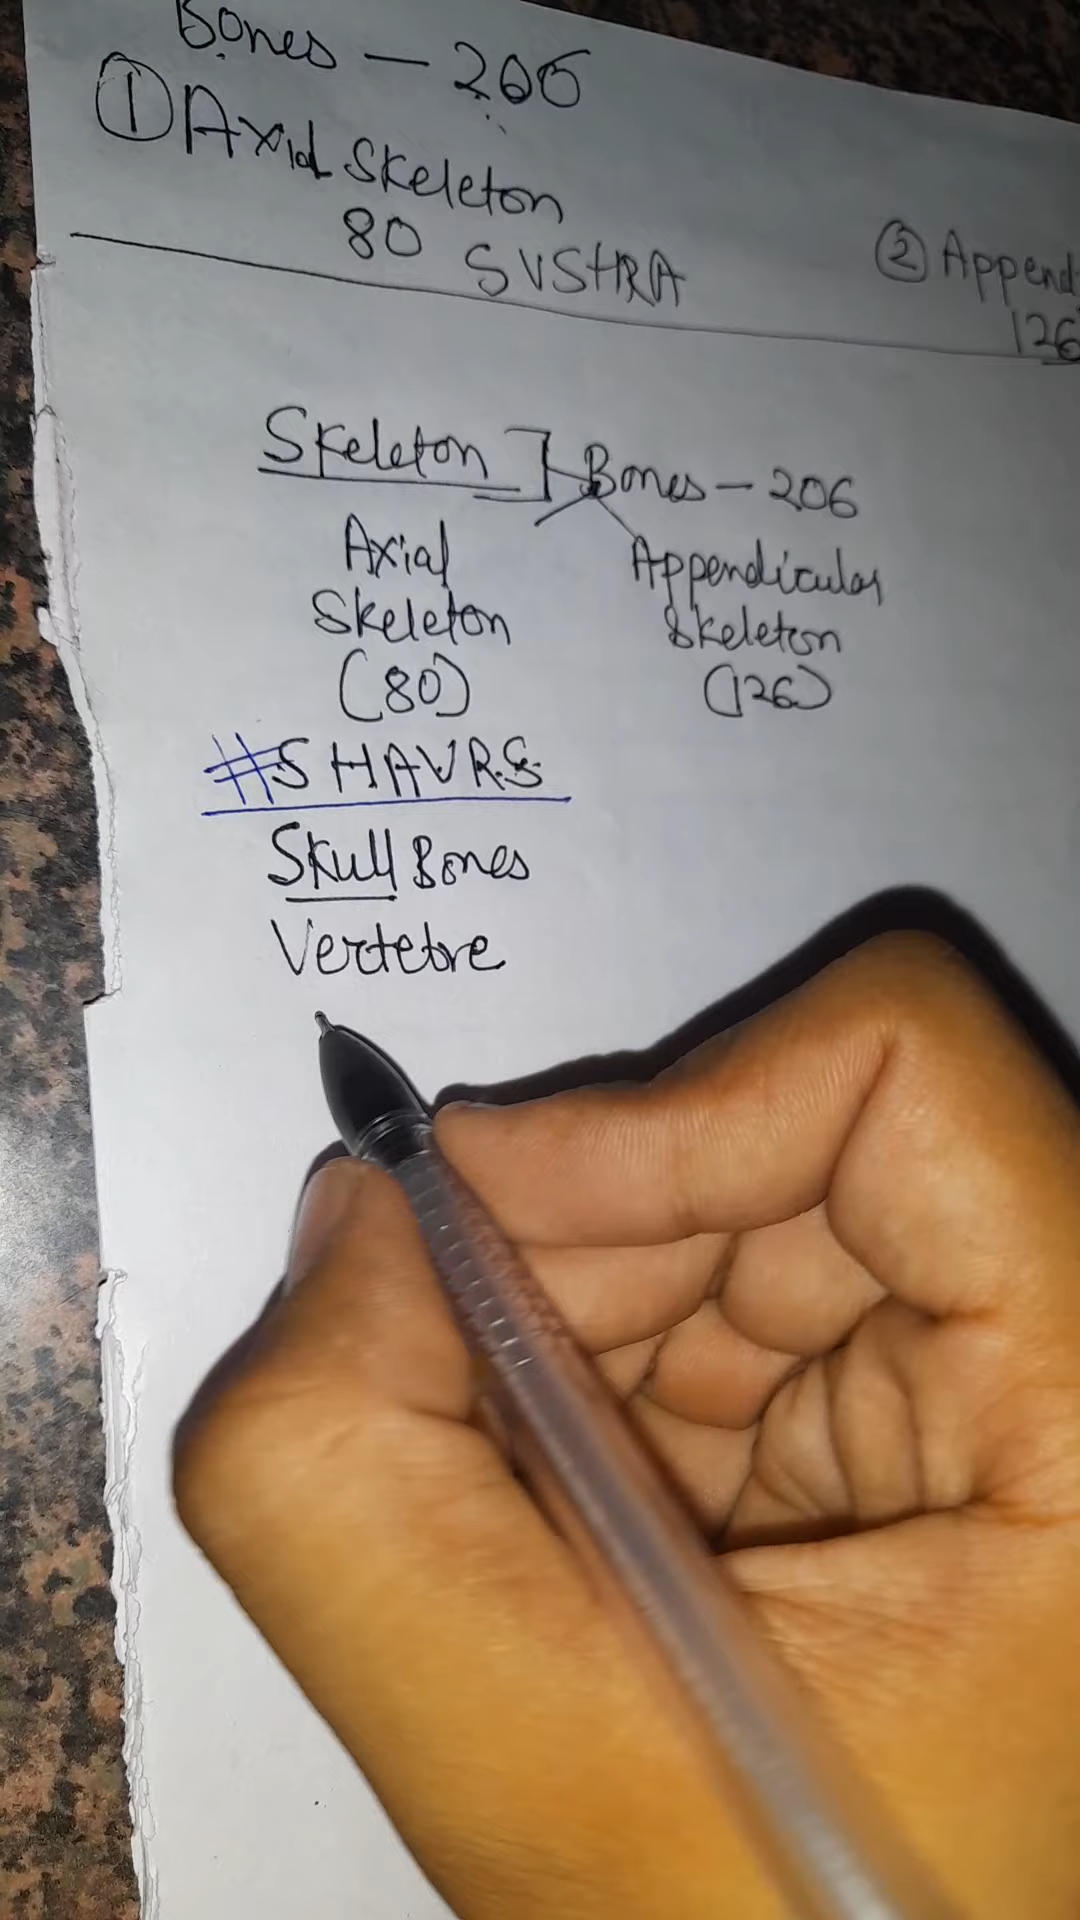 Bones — 206
① Axial Skeleton
80 SVSHRA
② Append
126
Skeleton ] Bones - 206
Axial
Skeleton
(80)
Appendicular
Skeleton
(126)
#SHAVRS
Skull Bones
Vertebre